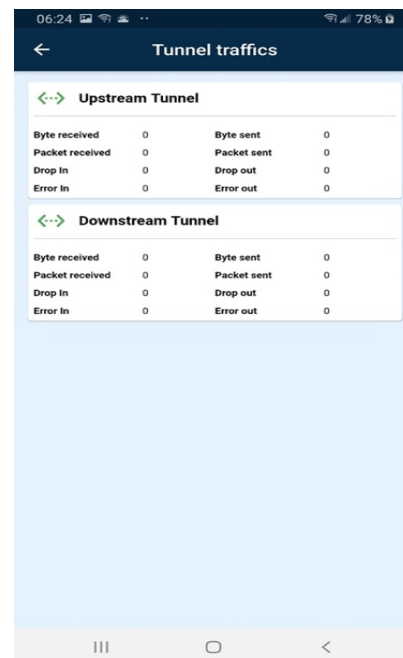 06:24 78%
Tunnel traffics
Upstream Tunnel
Byte received 0 Byte sent 0
Packet received 0 Packet sent 0
Drop In 0 Drop out 0
Error In 0 Error out 0
Downstream Tunnel
Byte received 0 Byte sent 0
Packet received 0 Packet sent 0
Drop In 0 Drop out 0
Error In 0 Error out 0